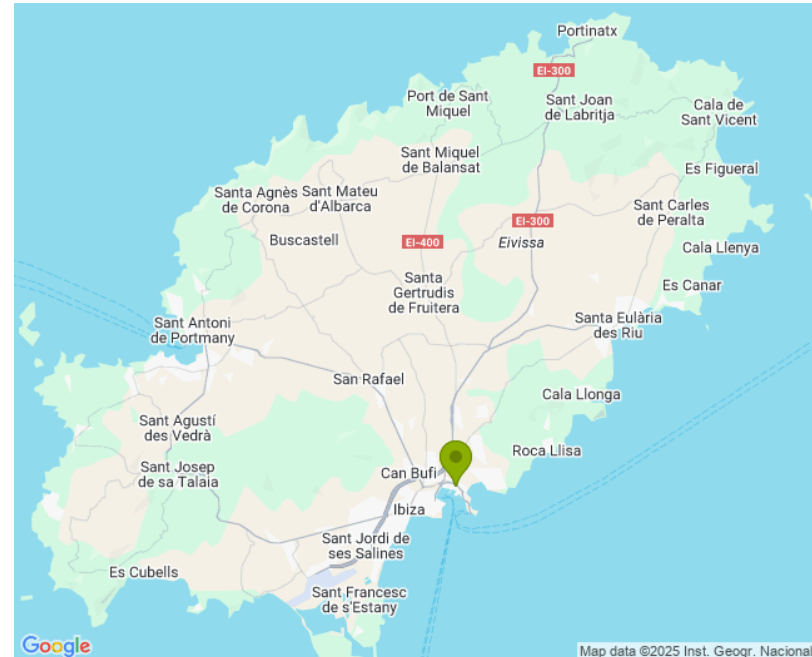 Portinatx
EI-300
Port de Sant
Miquel
Sant Joan
de Labritja
Cala de
Sant Vicent
Sant Miquel
de Balansat
Es Figueral
Santa Agnès
de Corona
Sant Mateu
d'Albarca
Sant Carles
de Peralta
EI-300
Buscastell
EI-400
Eivissa
Cala Llenya
Santa
Gertrudis
de Fruitera
Es Canar
Sant Antoni
de Portmany
Santa Eulària
des Riu
San Rafael
Cala Llonga
Sant Agustí
des Vedrà
Roca Llisa
Sant Josep
de sa Talaia
Can Bufi
Ibiza
Sant Jordi de
ses Salines
Es Cubells
Sant Francesc
de s'Estany
Google
Map data ©2025 Inst. Geogr. Nacional